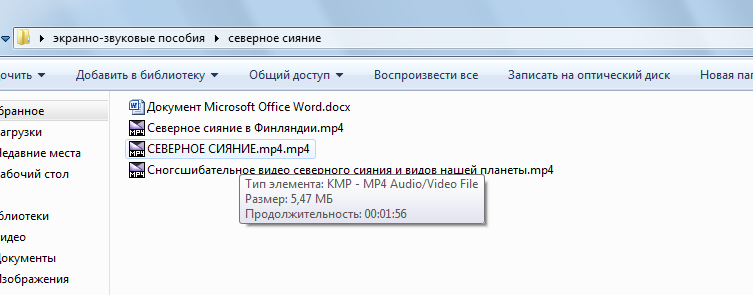 экранно-звуковые пособия ▸ северное сияние
очить ▾ Добавить в библиотеку ▾ Общий доступ ▾ Воспроизвести все Записать на оптический диск Новая пап
бранное
агрузки
едавние места
абочий стол
иблиотеки
идео
окументы
зображения
Документ Microsoft Office Word.docx
Северное сияние в Финляндии.mp4
СЕВЕРНОЕ СИЯНИЕ.mp4.mp4
Сногсшибательное видео северного сияния и видов нашей планеты.mp4
Тип элемента: KMP - MP4 Audio/Video File
Размер: 5,47 МБ
Продолжительность: 00:01:56